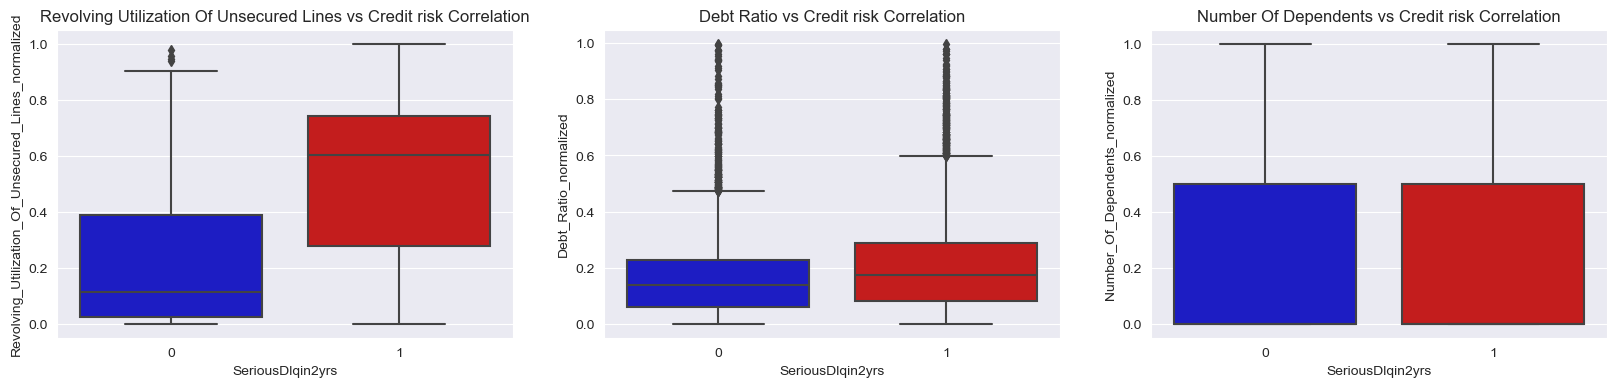 Revolving Utilization Of Unsecured Lines vs Credit risk Correlation
Revolving_Utilization_Of_Unsecured_Lines_normalized
1.0
0.8
0.6
0.4
0.2
0.0
0 1
SeriousDlqin2yrs
Debt Ratio vs Credit risk Correlation
Debt_Ratio_normalized
1.0
0.8
0.6
0.4
0.2
0.0
0 1
SeriousDlqin2yrs
Number Of Dependents vs Credit risk Correlation
Number_Of_Dependents_normalized
1.0
0.8
0.6
0.4
0.2
0.0
0 1
SeriousDlqin2yrs